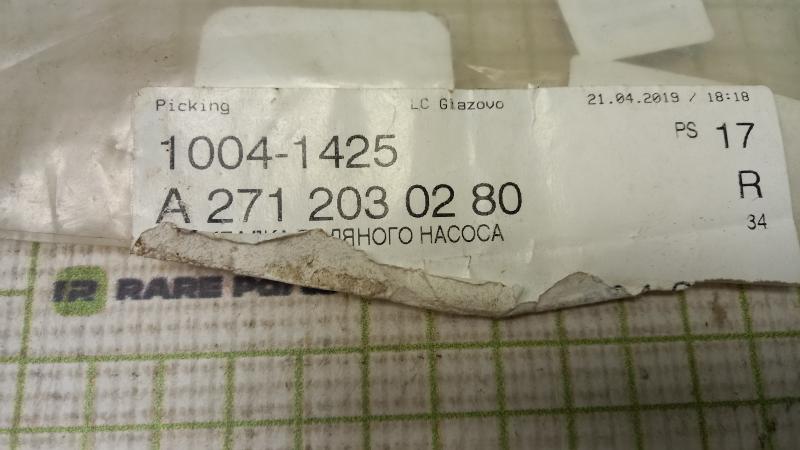 Picking LC Glazovo 21.04.2019 / 18:18
1004-1425 PS 17
A 271 203 02 80 R
НАСОСА 34
RARE